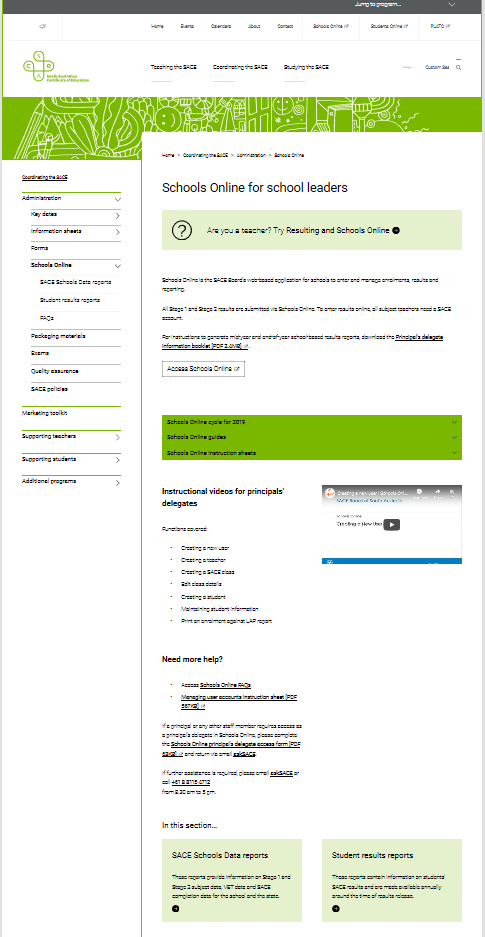 Jump to program...
Home Events Calendars About Contact Schools Online Students Online PLATO
South Australian
Certificate of Education
Teaching the SACE Coordinating the SACE Studying the SACE
Custom Sea
Home > Coordinating the SACE > Administration > Schools Online
Coordinating the SACE
Administration
Key dates
Information sheets
Forms
Schools Online
SACE Schools Data reports
Student results reports
FAQs
Packaging materials
Exams
Quality assurance
SACE policies
Marketing toolkit
Supporting teachers
Supporting students
Additional programs
Schools Online for school leaders
Are you a teacher? Try Resulting and Schools Online
Schools Online is the SACE Board's web-based application for schools to enter and manage enrolments, results and
reporting.
All Stage 1 and Stage 2 results are submitted via Schools Online. To enter results online, all subject teachers need a SACE
account.
For instructions to generate mid-year and end-of-year school-based results reports, download the Principal's delegate
information booklet [PDF 2.6MB]
Access Schools Online
Schools Online cycle for 2019
Schools Online guides
Schools Online instruction sheets
Instructional videos for principals'
delegates
Functions covered:
Creating a new user
Creating a teacher
Creating a SACE class
Edit class details
Creating a student
Maintaining student information
Print an enrolment against LAP report
Creating a new user | Schools Onl...
SACE Board of South Australia
Schools Online
Creating a New User
Need more help?
Access Schools Online FAQs
Managing user accounts instruction sheet [PDF
567KB]
If a principal or any other staff member requires access as
a principal's delegate in Schools Online, please complete
the Schools Online principal's delegate access form [PDF
63KB] and return via email askSACE.
If further assistance is required, please email askSACE or
call +61 8 8115 4712
from 8.30 am to 5 pm.
In this section...
SACE Schools Data reports
These reports provide information on Stage 1 and
Stage 2 subject data, VET data and SACE
completion data for the school and the state.
Student results reports
These reports contain information on students'
SACE results and are made available annually
around the time of results release.